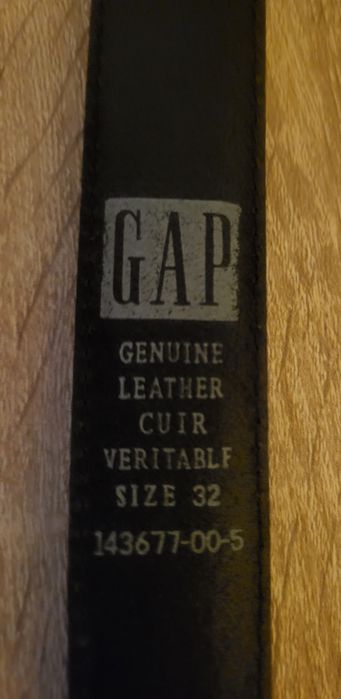 GAP
GENUINE
LEATHER
CUIR
VERITABLE
SIZE 32
143677-00-5